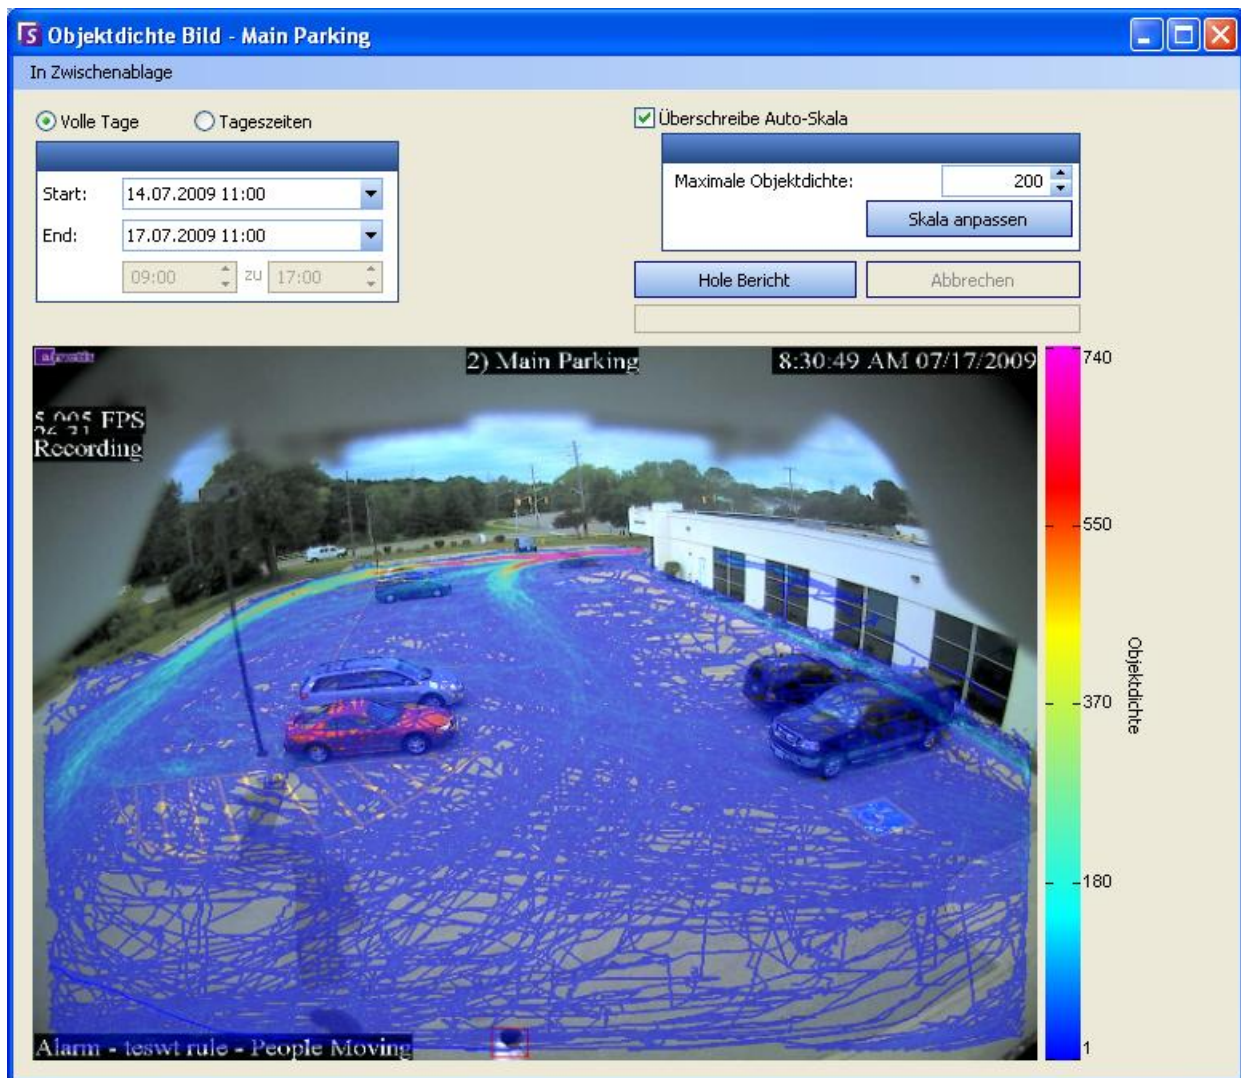 Objektdichte Bild - Main Parking
In Zwischenablage
Volle Tage
Tageszeiten
Überschreibe Auto-Skala
Start:
14.07.2009 11:00
End:
17.07.2009 11:00
09:00 zu 17:00
Maximale Objektdichte:
200
Skala anpassen
Hole Bericht
Abbrechen
2) Main Parking
8:30:49 AM 07/17/2009
FPS
Recording
Alarm - teswt rule - People Moving
740
550
370
180
1
Objektdichte